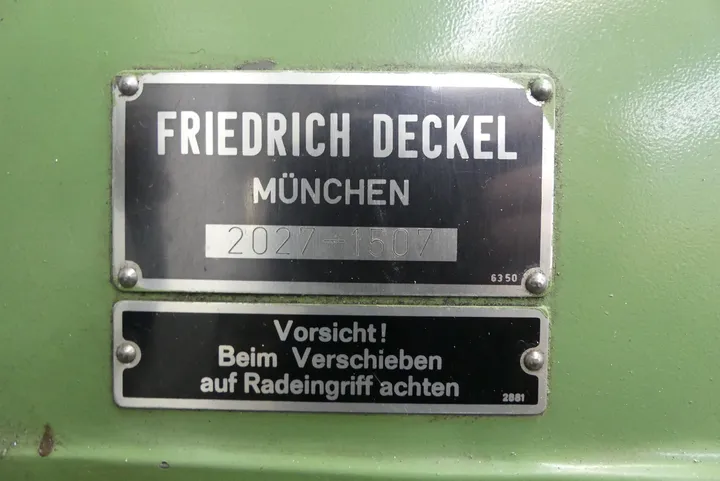 FRIEDRICH DECKEL
MÜNCHEN
2027-1507
6350
Vorsicht!
Beim Verschieben
auf Radeingriff achten
2881